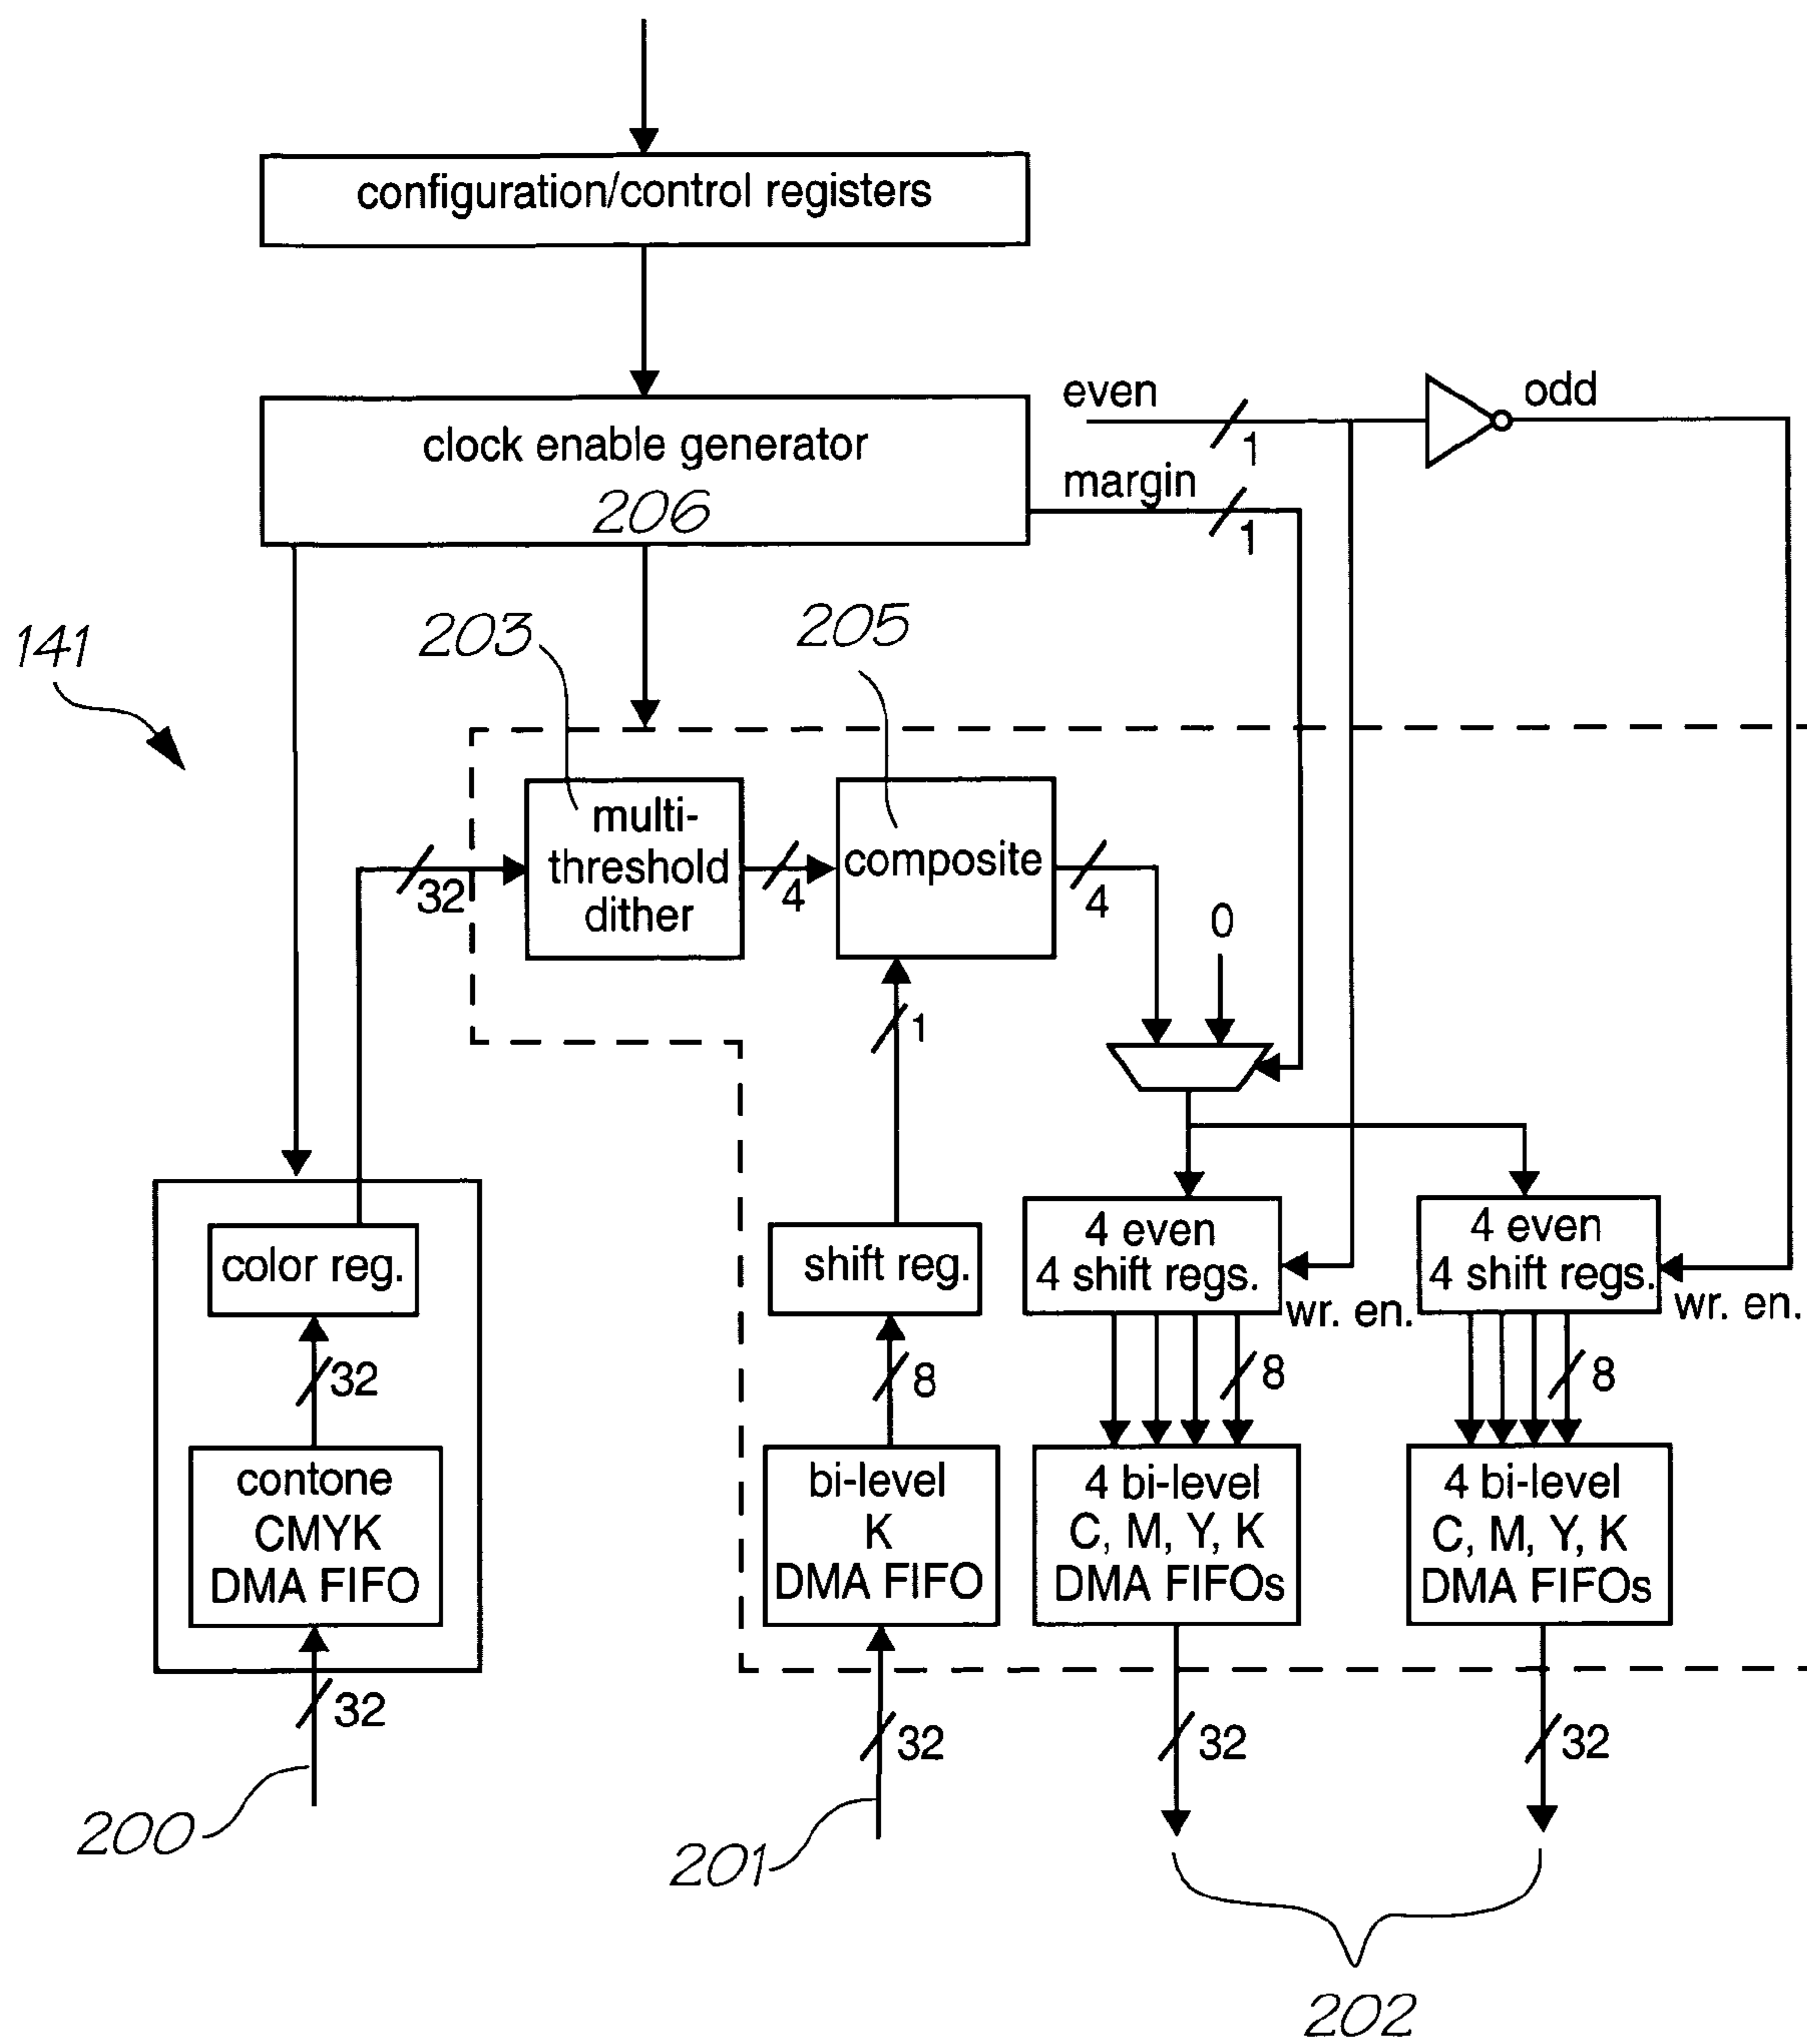 configuration/control registers
even
odd
1
clock enable generator
206
margin
1
141
203
205
multi-
threshold
dither
32
4
composite
4
0
1
color reg.
shift reg.
4 even
4 shift regs.
wr. en.
4 even
4 shift regs.
wr. en.
32
8
8
8
contone
CMYK
DMA FIFO
bi-level
K
DMA FIFO
4 bi-level
C, M, Y, K
DMA FIFOs
4 bi-level
C, M, Y, K
DMA FIFOs
32
32
32
32
200
201
202